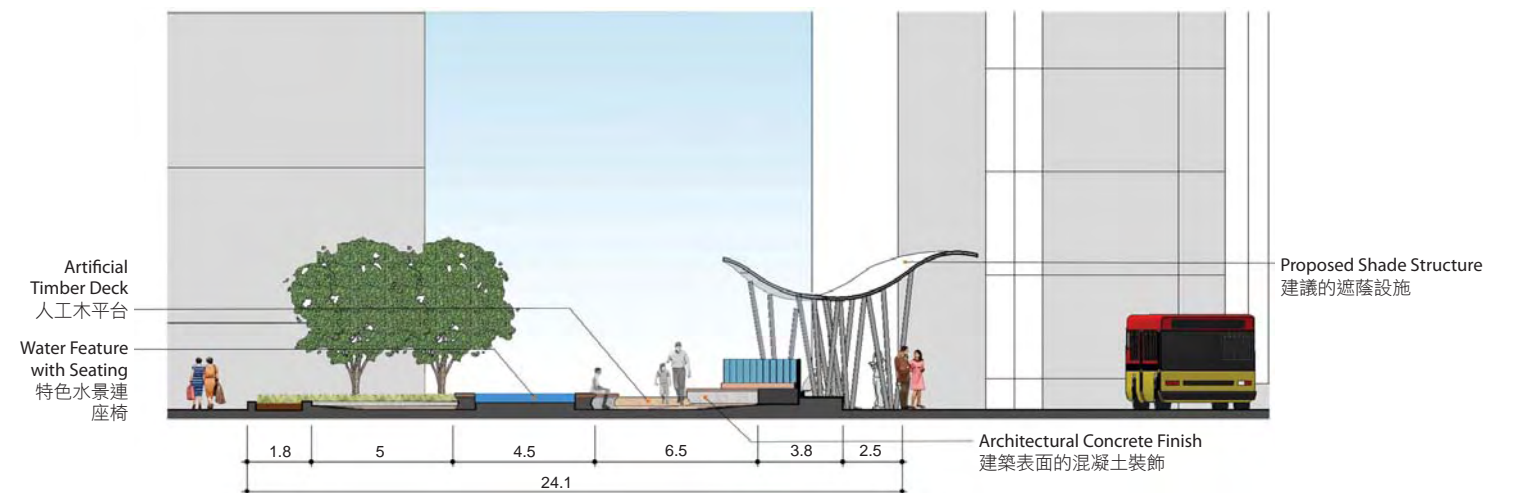 Artificial
Timber Deck
人工木平台
Water Feature
with Seating
特色水景連
座椅
Proposed Shade Structure
建議的遮蔭設施
Architectural Concrete Finish
建築表面的混凝土裝飾
1.8
5
4.5
6.5
3.8
2.5
24.1